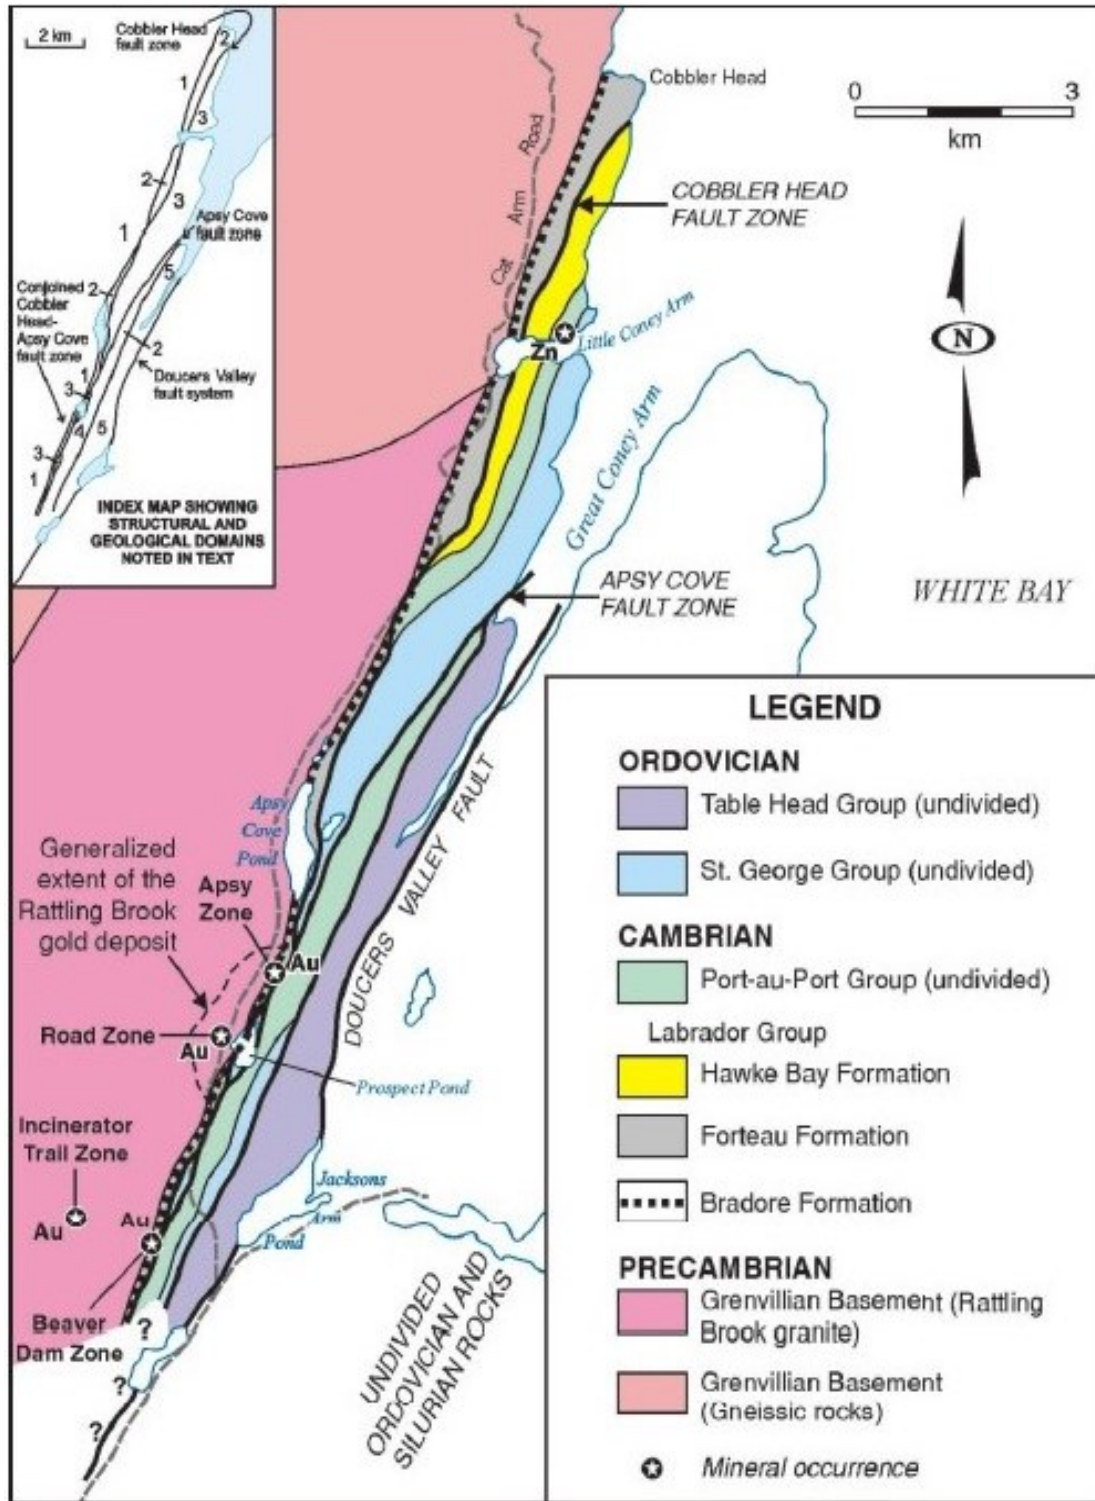 2 km
Cobbler Head
fault zone
2
1
3
2
3
1
Apsy Cove
fault zone
5
Conjoined
Cobbler
Head-
Apsy Cove
fault zone
2
2
1
Doucers Valley
fault system
3
4
5
3
1
INDEX MAP SHOWING
STRUCTURAL AND
GEOLOGICAL DOMAINS
NOTED IN TEXT
Cobbler Head
0 3
km
Cat Arm Road
COBBLER HEAD
FAULT ZONE
Zn
Little Coney Arm
Great Coney Arm
N
APSY COVE
FAULT ZONE
WHITE BAY
Apsy
Cove
Pond
Generalized
extent of the
Rattling Brook
gold deposit
Apsy
Zone
Au
DOUCERS VALLEY FAULT
Road Zone
Au
Prospect Pond
Incinerator
Trail Zone
Au
Au
Jacksons
Arm
Pond
Beaver
Dam Zone
?
?
?
UNDIVIDED
ORDOVICIAN AND
SILURIAN ROCKS
LEGEND
ORDOVICIAN
Table Head Group (undivided)
St. George Group (undivided)
CAMBRIAN
Port-au-Port Group (undivided)
Labrador Group
Hawke Bay Formation
Forteau Formation
Bradore Formation
PRECAMBRIAN
Grenvillian Basement (Rattling
Brook granite)
Grenvillian Basement
(Gneissic rocks)
Mineral occurrence